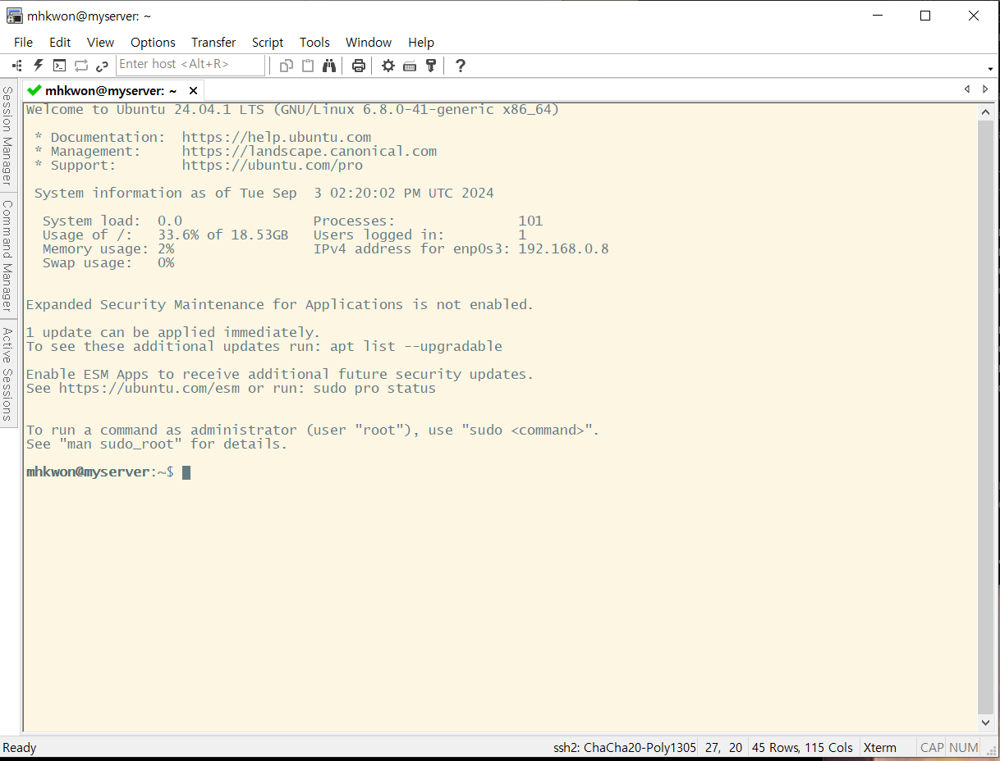 mhkwon@myserver: ~
File Edit View Options Transfer Script Tools Window Help
Enter host <Alt+R>
Session Manager
Command Manager
Active Sessions
mhkwon@myserver: ~
Welcome to Ubuntu 24.04.1 LTS (GNU/Linux 6.8.0-41-generic x86_64)
 * Documentation:  https://help.ubuntu.com
 * Management:     https://landscape.canonical.com
 * Support:        https://ubuntu.com/pro
 System information as of Tue Sep  3 02:20:02 PM UTC 2024
  System load:  0.0                Processes:               101
  Usage of /:   33.6% of 18.53GB   Users logged in:         1
  Memory usage: 2%                 IPv4 address for enp0s3: 192.168.0.8
  Swap usage:   0%
Expanded Security Maintenance for Applications is not enabled.
1 update can be applied immediately.
To see these additional updates run: apt list --upgradable
Enable ESM Apps to receive additional future security updates.
See https://ubuntu.com/esm or run: sudo pro status
To run a command as administrator (user "root"), use "sudo <command>".
See "man sudo_root" for details.
mhkwon@myserver:~$
Ready ssh2: ChaCha20-Poly1305 27, 20 45 Rows, 115 Cols Xterm CAP NUM